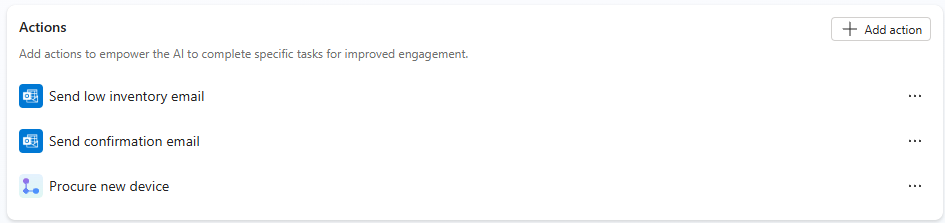 Actions
Add action
Add actions to empower the AI to complete specific tasks for improved engagement.
Send low inventory email
Send confirmation email
Procure new device